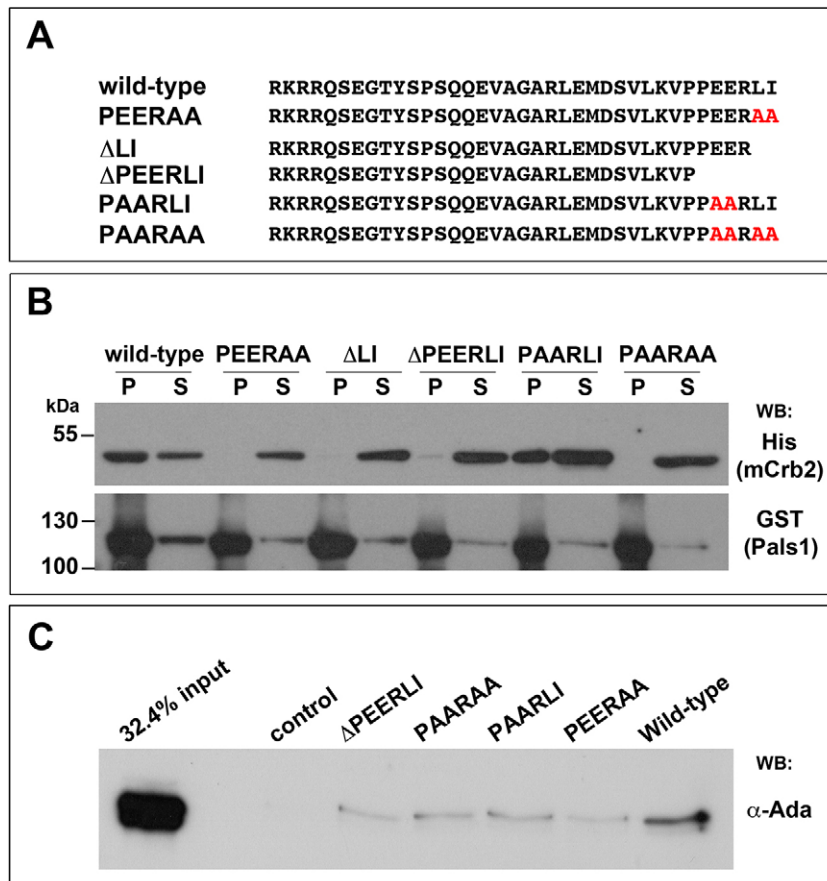 A
wild-type RKRRQSEGTYSPSQQEVAGARLEMDSVLKVPPEERLI
PEERAA RKRRQSEGTYSPSQQEVAGARLEMDSVLKVPPEERAA
ΔLI RKRRQSEGTYSPSQQEVAGARLEMDSVLKVPPEER
ΔPEERLI RKRRQSEGTYSPSQQEVAGARLEMDSVLKVP
PAARLI RKRRQSEGTYSPSQQEVAGARLEMDSVLKVPPAARLI
PAARAA RKRRQSEGTYSPSQQEVAGARLEMDSVLKVPPAARAA
B
wild-type PEERAA ΔLI ΔPEERLI PAARLI PAARAA
P S P S P S P S P S P S
kDa
WB:
55
His
(mCrb2)
130
GST
(Pals1)
100
C
32.4% input control ΔPEERLI PAARAA PAARLI PEERAA Wild-type
WB:
α-Ada